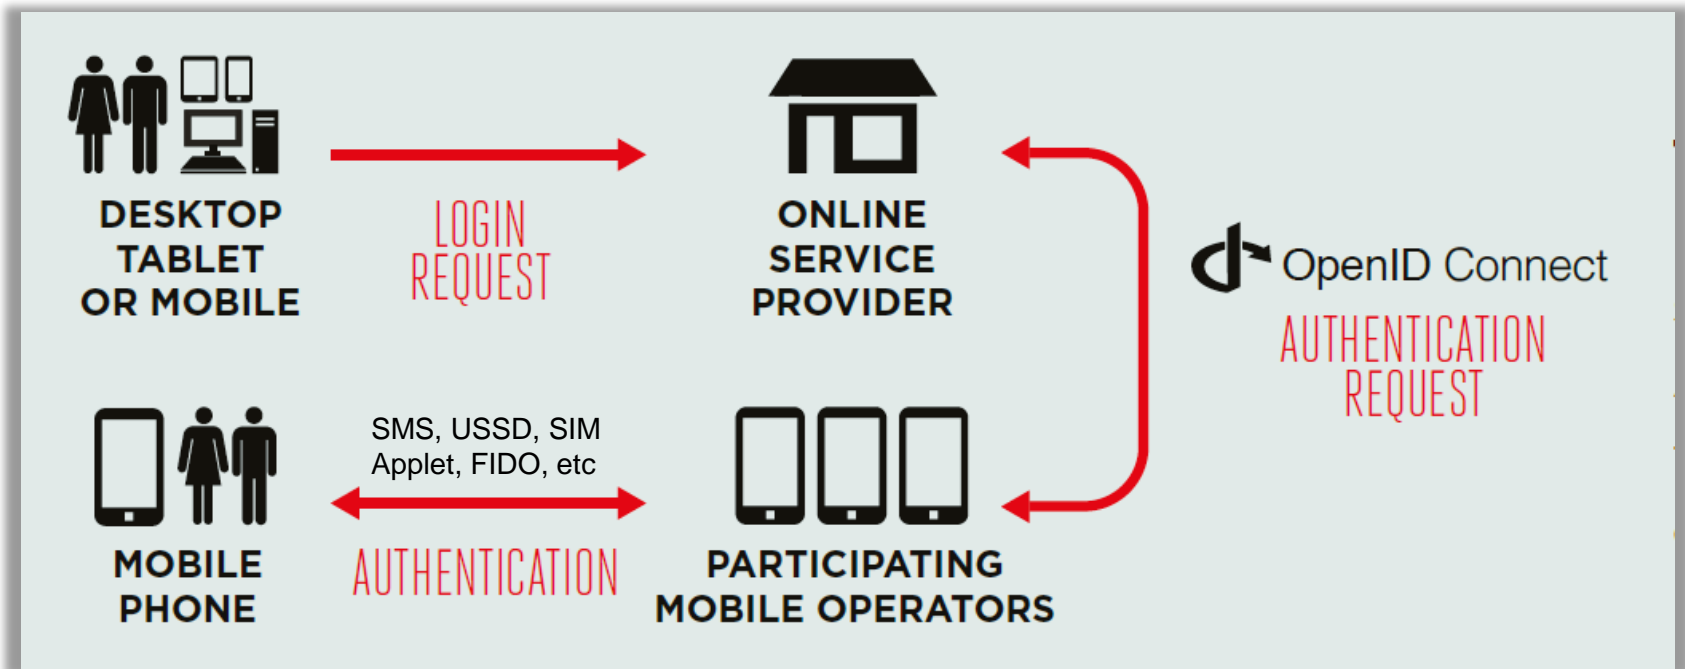 DESKTOP
TABLET
OR MOBILE
LOGIN
REQUEST
ONLINE
SERVICE
PROVIDER
OpenID Connect
AUTHENTICATION
REQUEST
SMS, USSD, SIM
Applet, FIDO, etc
MOBILE
PHONE
AUTHENTICATION
PARTICIPATING
MOBILE OPERATORS